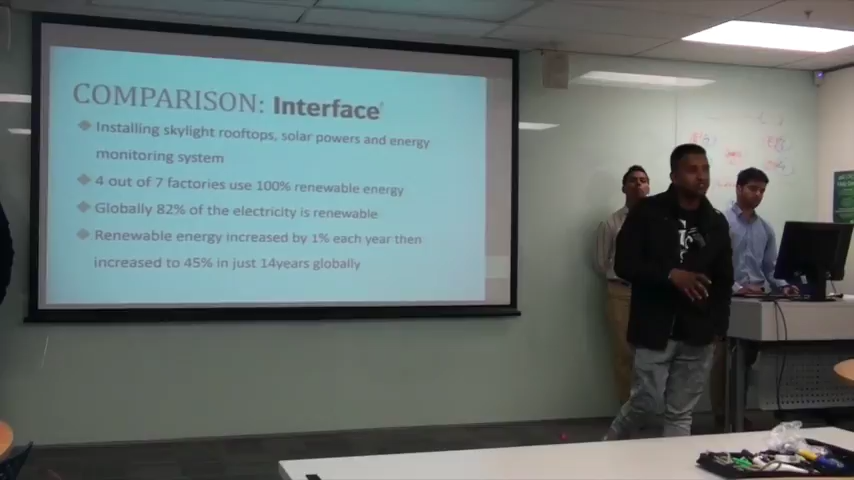 COMPARISON: Interface
Installing skylight rooftops, solar powers and energy
monitoring system
4 out of 7 factories use 100% renewable energy
Globally 82% of the electricity is renewable
Renewable energy increased by 1% each year then
increased to 45% in just 14years globally